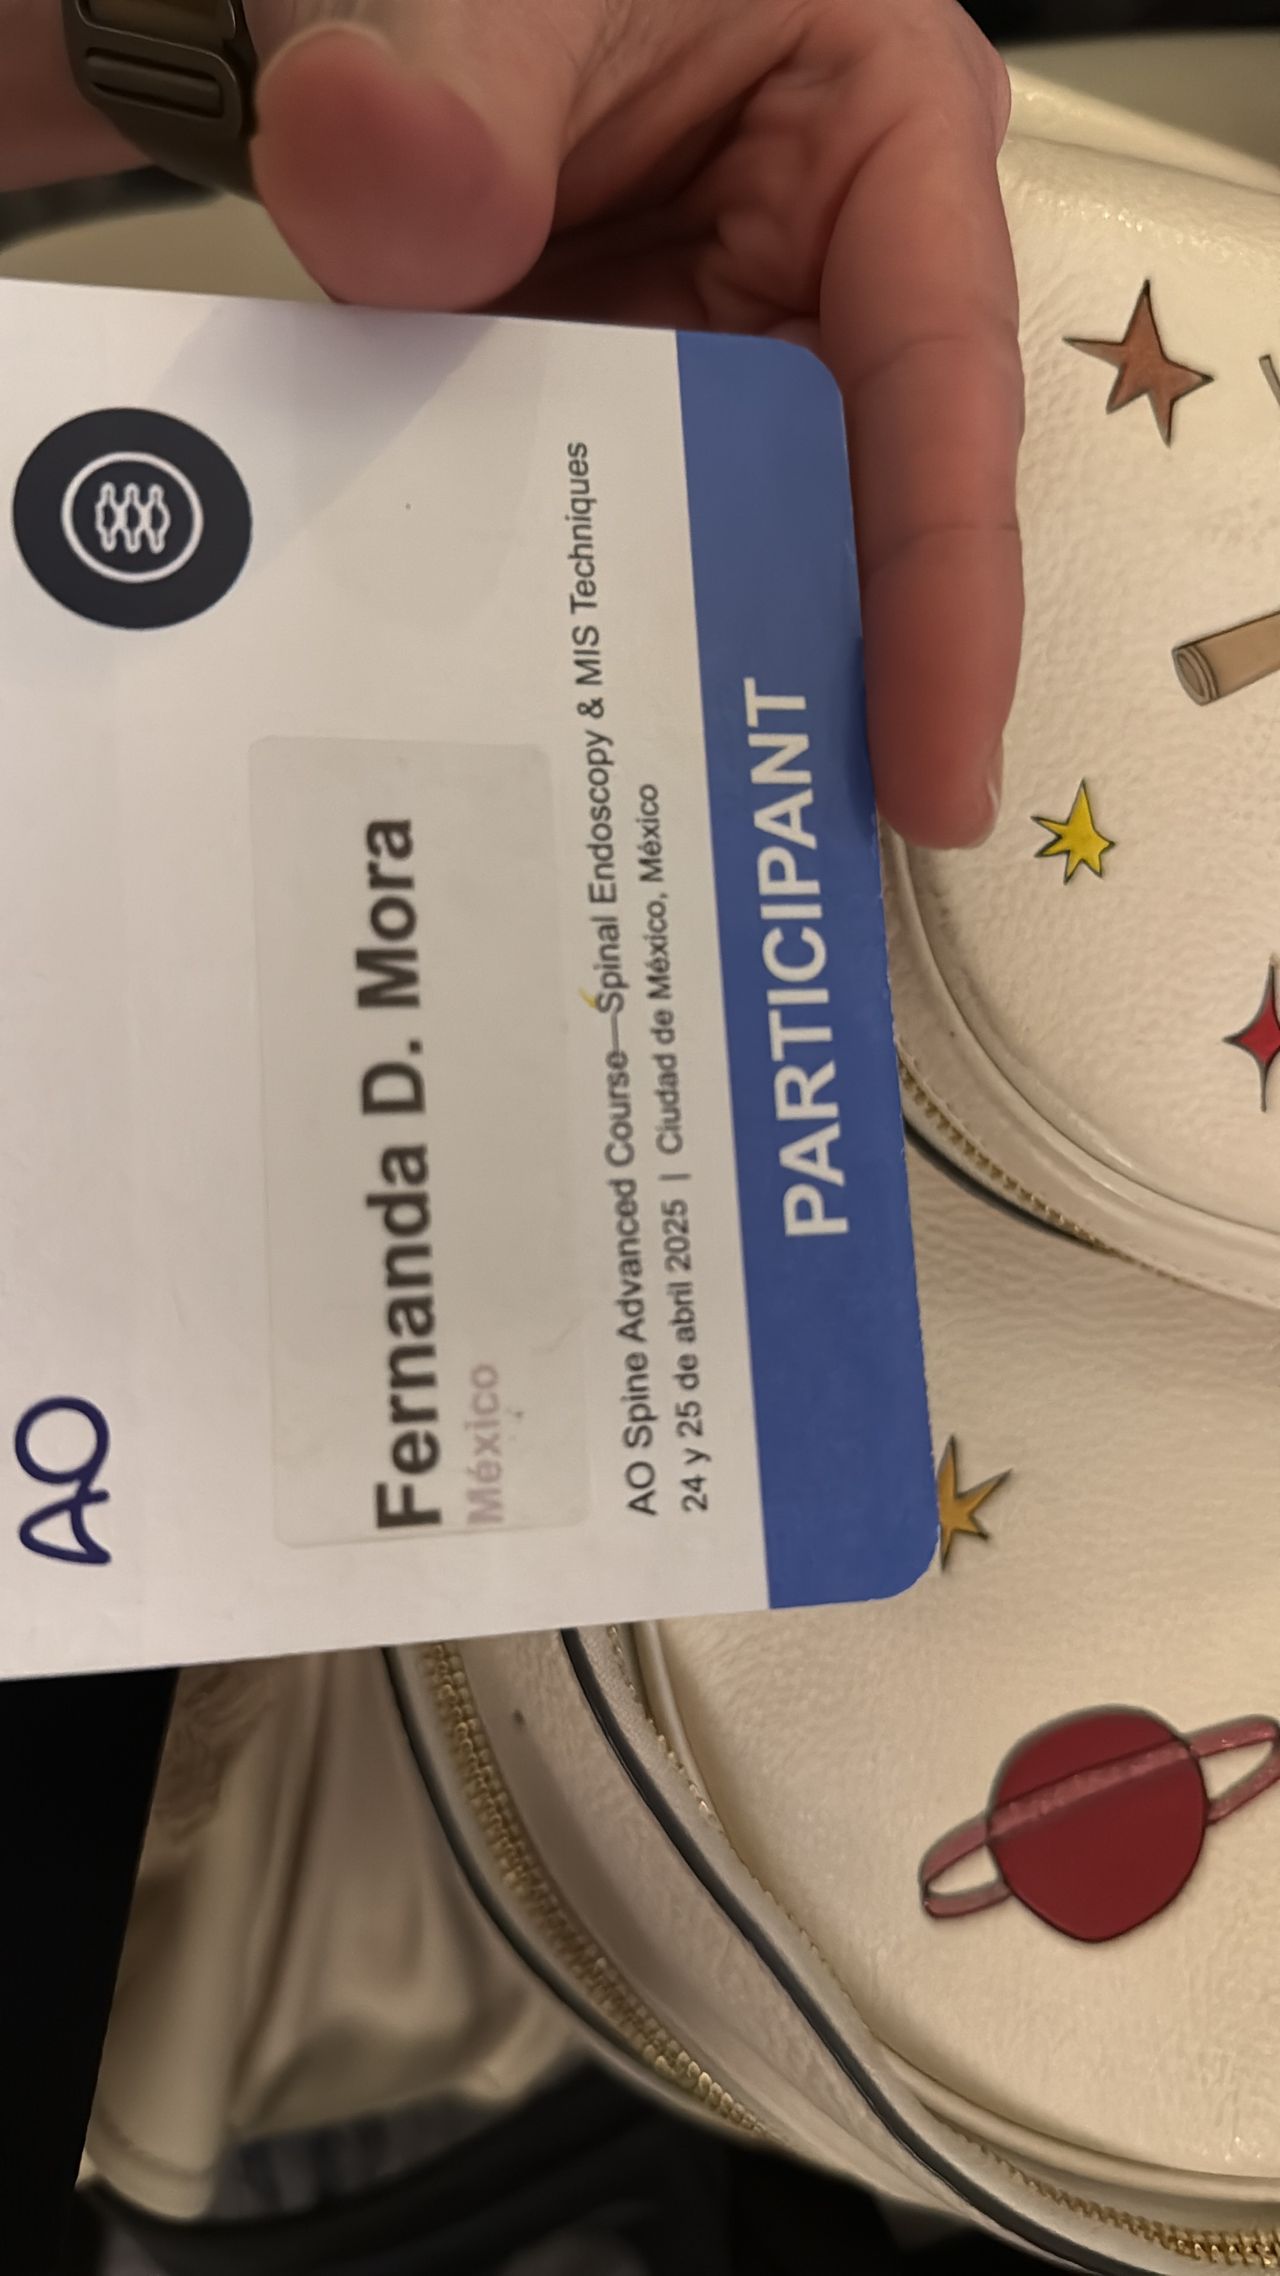 AO
Fernanda D. Mora
México
AO Spine Advanced Course—Spinal Endoscopy & MIS Techniques
24 y 25 de abril 2025 | Ciudad de México, México
PARTICIPANT